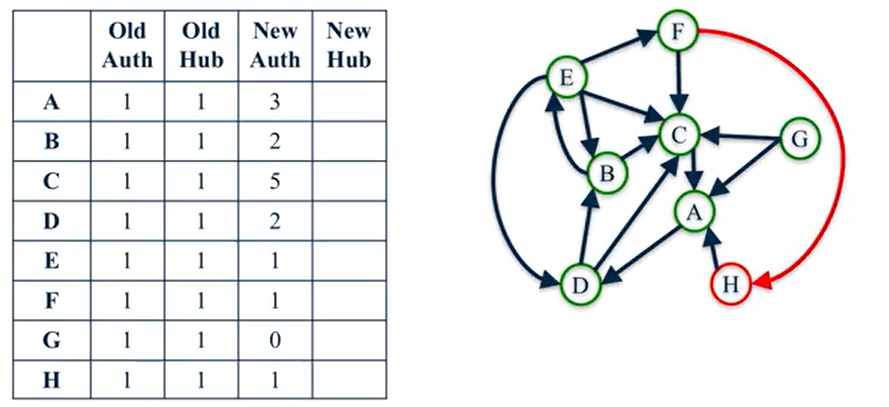 Old Auth Old Hub New Auth New Hub
A 1 1 3
B 1 1 2
C 1 1 5
D 1 1 2
E 1 1 1
F 1 1 1
G 1 1 0
H 1 1 1
F
E
C
G
B
A
D
H